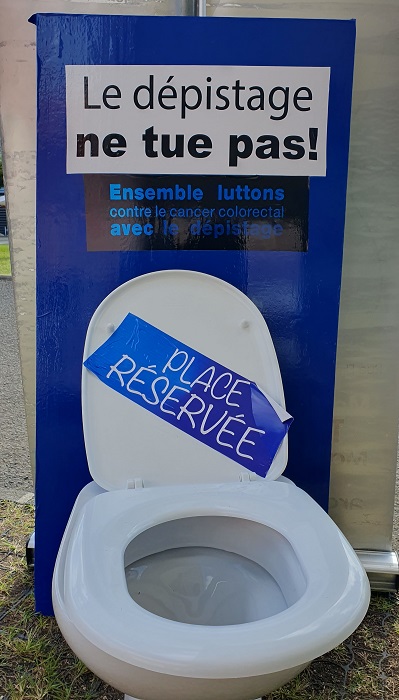 Le dépistage
ne tue pas!
Ensemble luttons
contre le cancer colorectal
avec le dépistage
PLACE
RÉSERVÉE